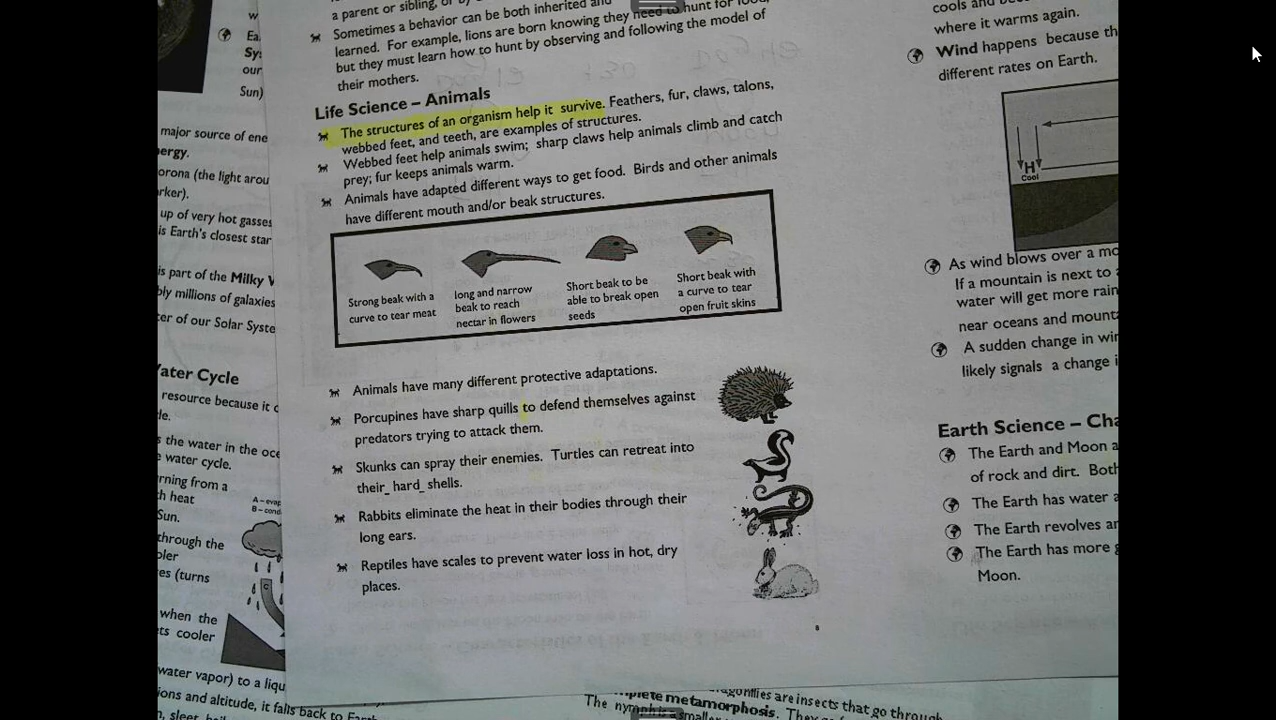 a parent or sibling, or by
Sometimes a behavior can be both inherited and
learned. For example, lions are born knowing they need to hunt for food,
but they must learn how to hunt by observing and following the model of
their mothers.
Life Science – Animals
The structures of an organism help it survive. Feathers, fur, claws, talons,
webbed feet, and teeth, are examples of structures.
Webbed feet help animals swim; sharp claws help animals climb and catch
prey; fur keeps animals warm.
Animals have adapted different ways to get food. Birds and other animals
have different mouth and/or beak structures.
Strong beak with a
curve to tear meat
long and narrow
beak to reach
nectar in flowers
Short beak to be
able to break open
seeds
Short beak with
a curve to tear
open fruit skins
Animals have many different protective adaptations.
Porcupines have sharp quills to defend themselves against
predators trying to attack them.
Skunks can spray their enemies. Turtles can retreat into
their_ hard_ shells.
Rabbits eliminate the heat in their bodies through their
long ears.
Reptiles have scales to prevent water loss in hot, dry
places.
8
Sun)
major source of ene
ergy.
orona (the light arou
rker).
up of very hot gasses
is Earth's closest star
is part of the Milky W
bly millions of galaxies
ter of our Solar Syste
Water Cycle
resource because it c
le.
s the water in the oce
e water cycle.
rning from a
h heat
Sun.
A – evap
B – cond
through the
oler
es (turns
C
when the
ts cooler
water vapor) to a liqu
ions and altitude, it falls back to Earth
cools and
where it warms again.
Wind happens because th
different rates on Earth.
H
Cool
As wind blows over a mo
If a mountain is next to
water will get more rain
near oceans and mount
A sudden change in win
likely signals a change i
Earth Science – Cha
The Earth and Moon a
of rock and dirt. Both
The Earth has water a
The Earth revolves ar
The Earth has more g
Moon.
dragonflies are insects that go through
plete metamorphosis. They
The nymph is a smaller